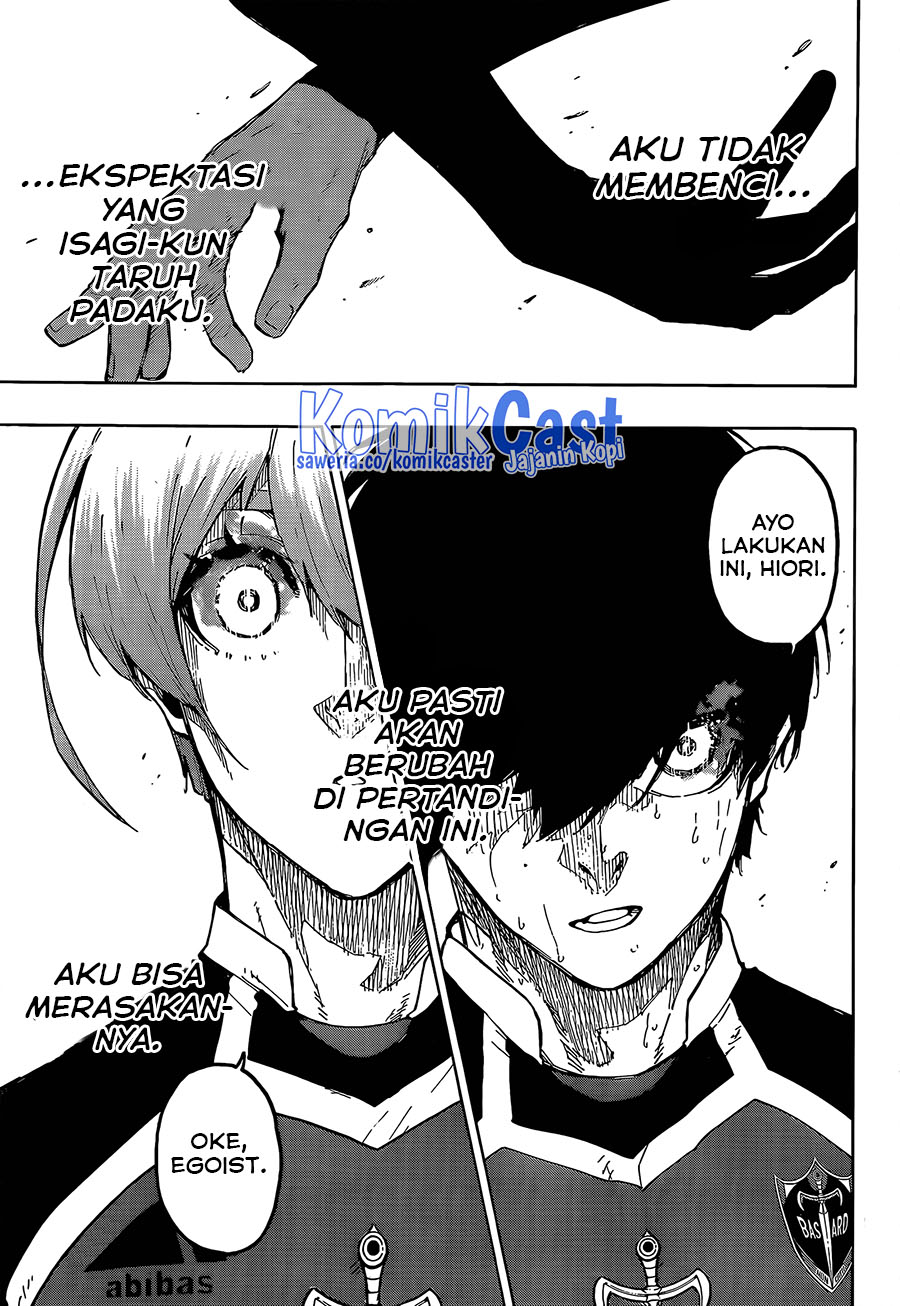 AKU TIDAK
MEMBENCI...
...EKSPEKTASI
YANG
ISAGI-KUN
TARUH
PADAKU.
KomikCast
saweria.co/komikcaster Jajanin Kopi
AYO
LAKUKAN
INI, HIORI.
AKU PASTI
AKAN
BERUBAH
DI PERTANDI-
NGAN INI.
AKU BISA
MERASAKAN-
NYA.
OKE,
EGOIST.
BASTARD
abibas